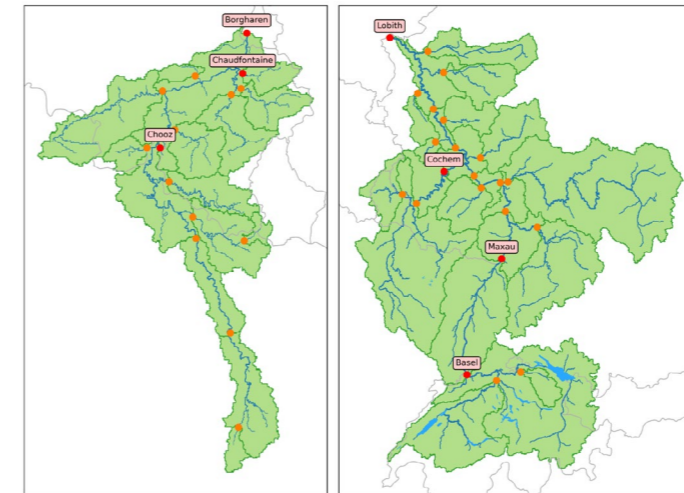 Borgharen
Chaudfontaine
Chooz
Lobith
Cochem
Maxau
Basel